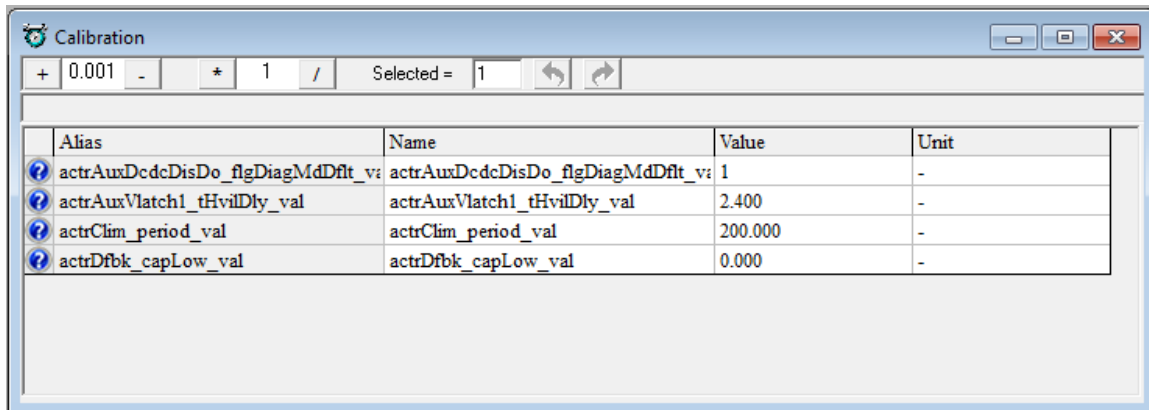 Calibration
+ 0.001 - * 1 / Selected = 1
Alias Name Value Unit
actrAuxDcdcDisDo_flgDiagMdDflt_va actrAuxDcdcDisDo_flgDiagMdDflt_va 1 -
actrAuxVlatch1_tHvilDly_val actrAuxVlatch1_tHvilDly_val 2.400 -
actrClim_period_val actrClim_period_val 200.000 -
actrDfbk_capLow_val actrDfbk_capLow_val 0.000 -